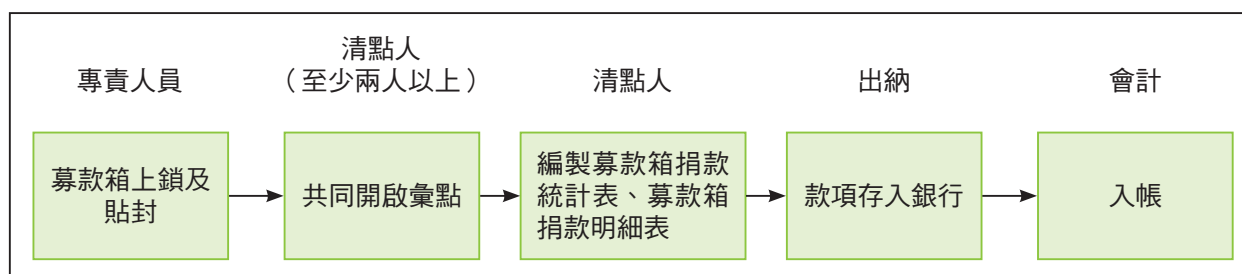 專責人員
清點人
（至少兩人以上）
清點人
出納
會計
募款箱上鎖及
貼封
共同開啟彙點
編製募款箱捐款
統計表、募款箱
捐款明細表
款項存入銀行
入帳